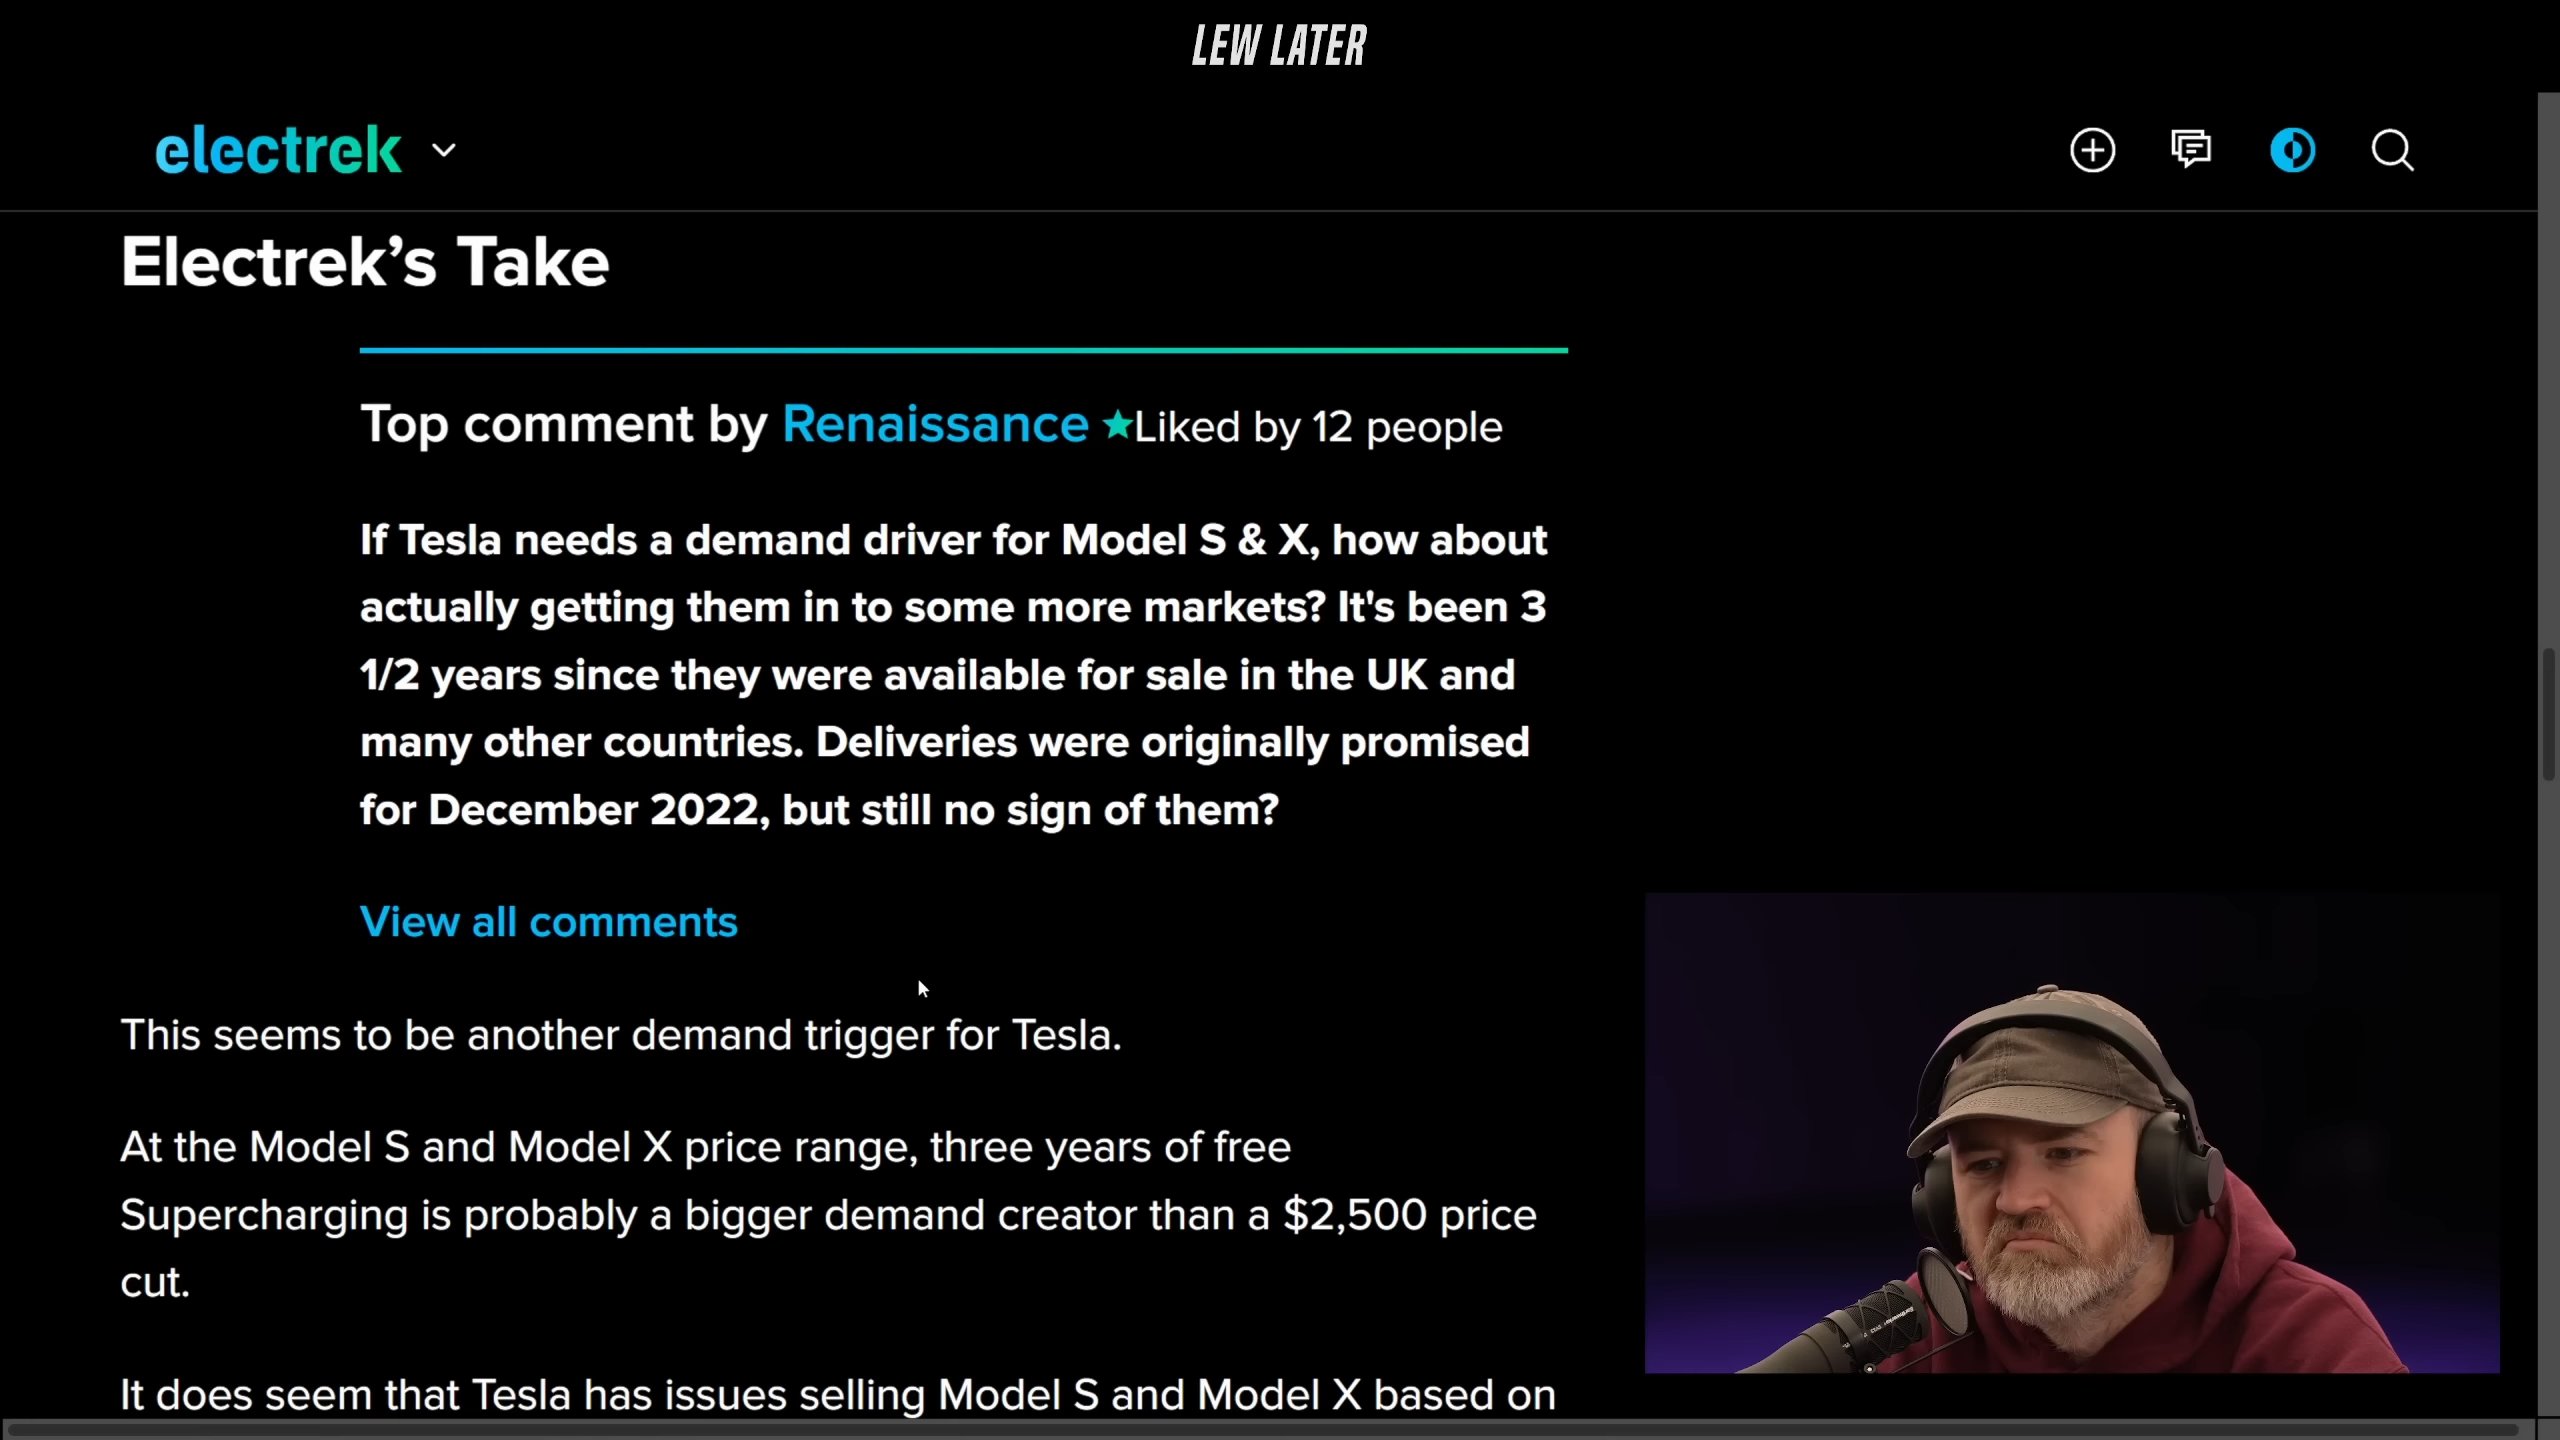 LEW LATER
electrek
Electrek’s Take
Top comment by Renaissance ★Liked by 12 people
If Tesla needs a demand driver for Model S & X, how about
actually getting them in to some more markets? It's been 3
1/2 years since they were available for sale in the UK and
many other countries. Deliveries were originally promised
for December 2022, but still no sign of them?
View all comments
This seems to be another demand trigger for Tesla.
At the Model S and Model X price range, three years of free
Supercharging is probably a bigger demand creator than a $2,500 price
cut.
It does seem that Tesla has issues selling Model S and Model X based on